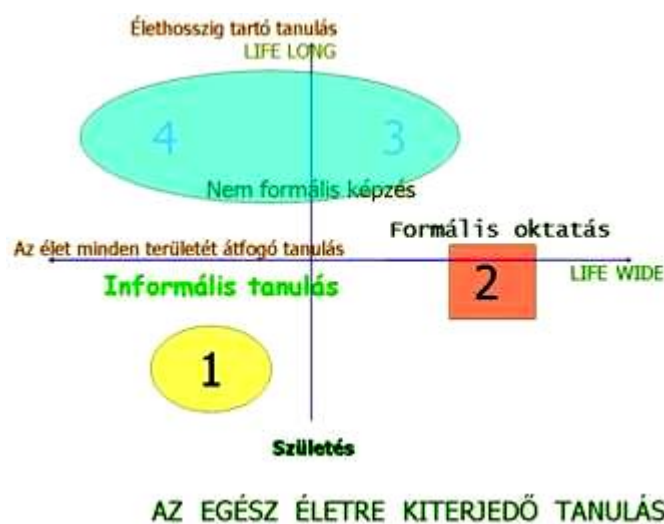 Élethosszig tartó tanulás
LIFE LONG
4
3
Nem formális képzés
Formális oktatás
Az élet minden területét átfogó tanulás
Informális tanulás
2
LIFE WIDE
1
Születés
AZ EGÉSZ ÉLETRE KITERJEDŐ TANULÁS